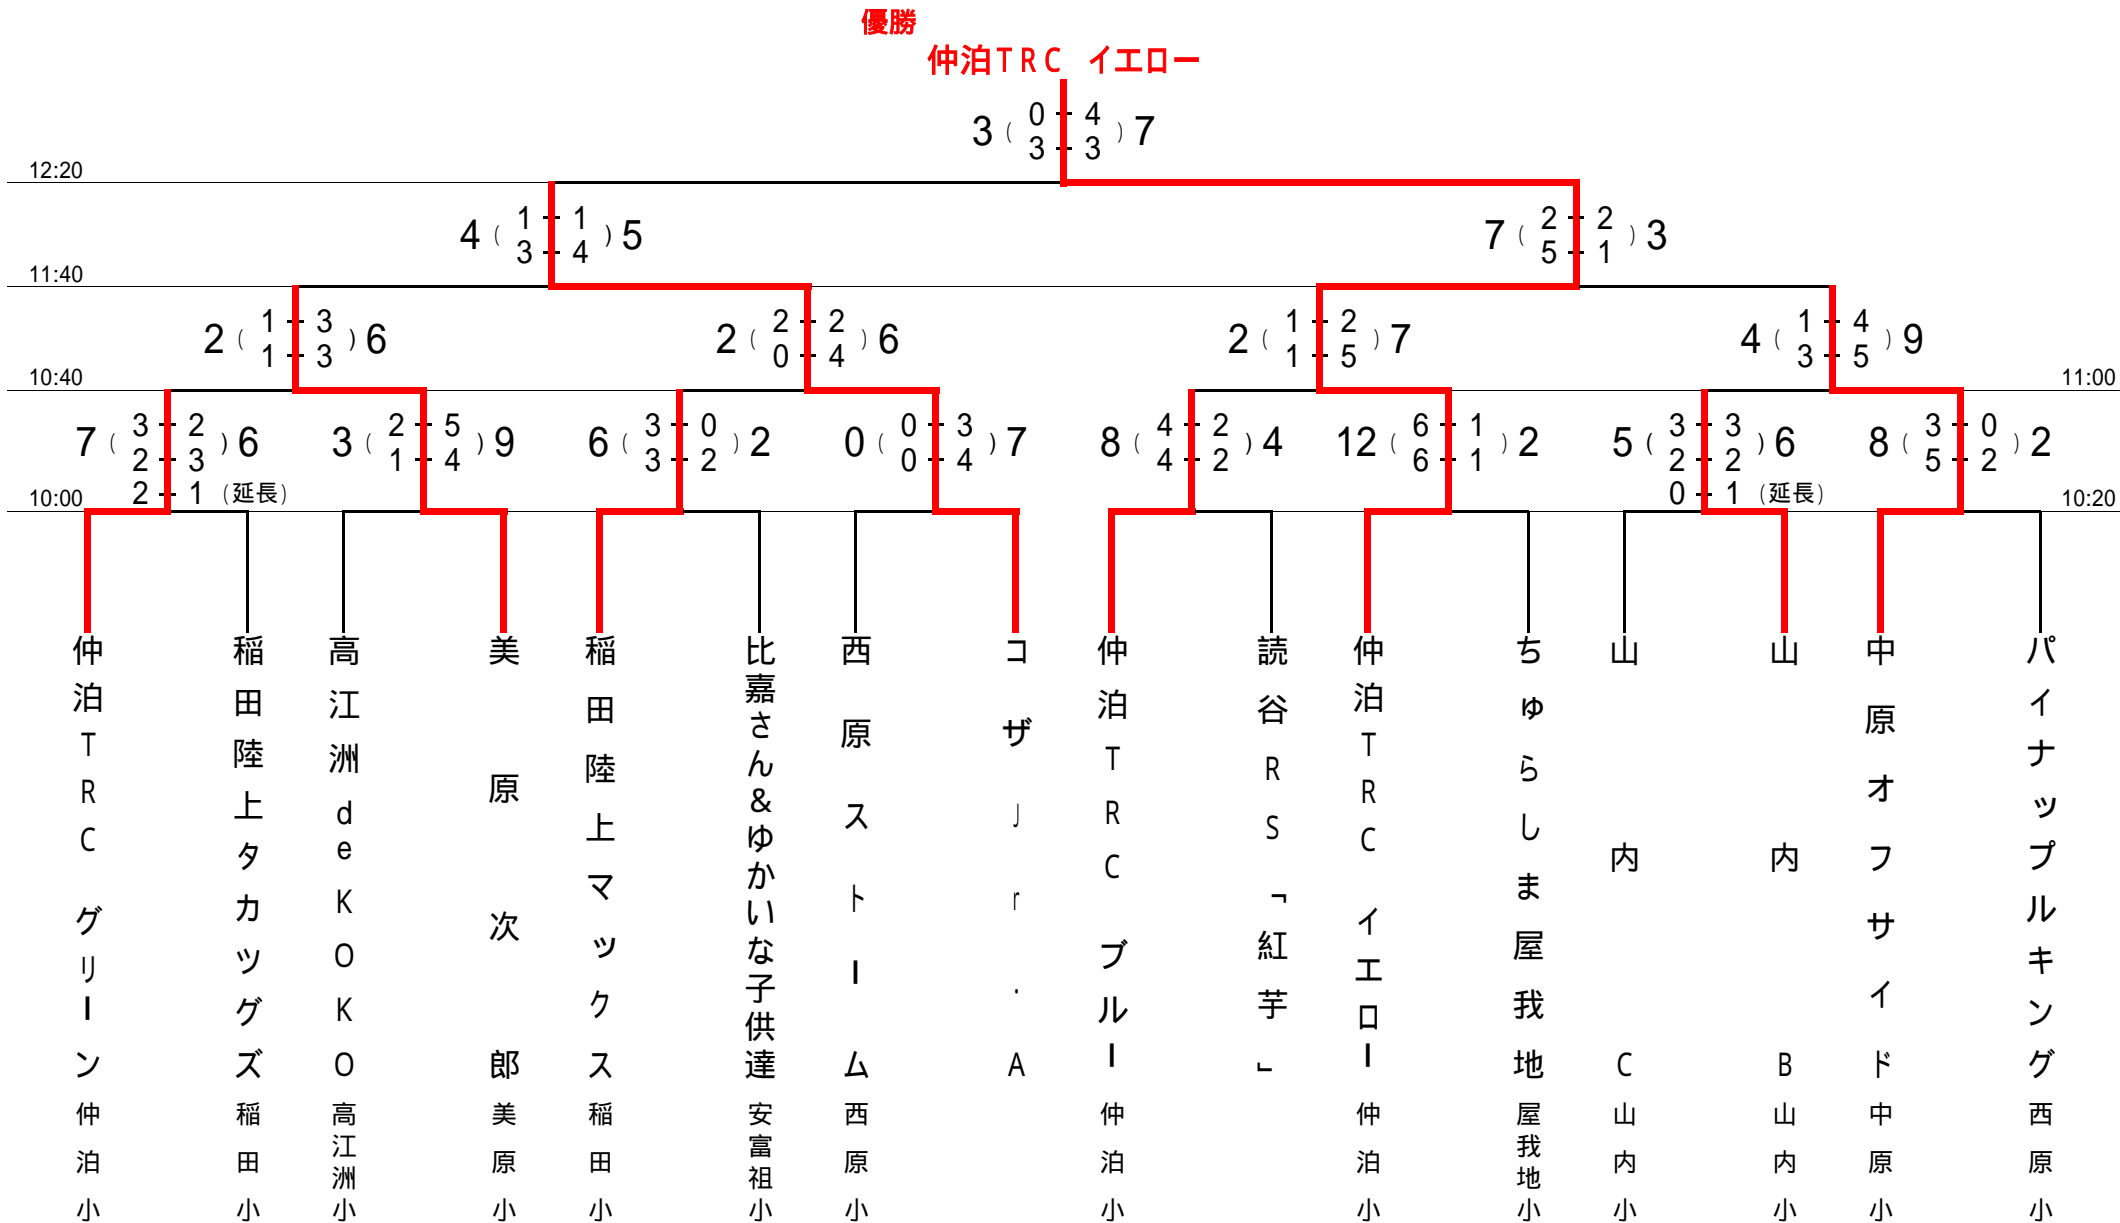 優勝
仲泊TRC イエロー
3 ( 0 4 ) 7
3 3
12:20
4 ( 1 1 ) 5
3 4
7 ( 2 2 ) 3
5 1
11:40
2 ( 1 3 ) 6
1 3
2 ( 2 2 ) 6
0 4
2 ( 1 2 ) 7
1 5
4 ( 1 4 ) 9
3 5
10:40
11:00
7 ( 3 2 ) 6
2 3
2 1 (延長)
3 ( 2 5 ) 9
1 4
6 ( 3 0 ) 2
3 2
0 ( 0 3 ) 7
0 4
8 ( 4 2 ) 4
4 2
12 ( 6 1 ) 2
6 1
5 ( 3 3 ) 6
2 2
0 1 (延長)
8 ( 3 0 ) 2
5 2
10:00
10:20
仲泊TRC グリーン
仲泊小
稲田陸上タカッグズ
稲田小
高江洲deKOKOKO
高江洲小
美原次郎
美原小
稲田陸上マックス
稲田小
比嘉さん&ゆかいな子供達
安富祖小
西原ストーム
西原小
コザJr.A
仲泊TRC ブルー
仲泊小
読谷RS「紅芋」
仲泊TRC イエロー
仲泊小
ちゅらしま屋我地
屋我地小
山内C
山内小
山内B
山内小
中原オフサイド
中原小
パイナップルキング
西原小